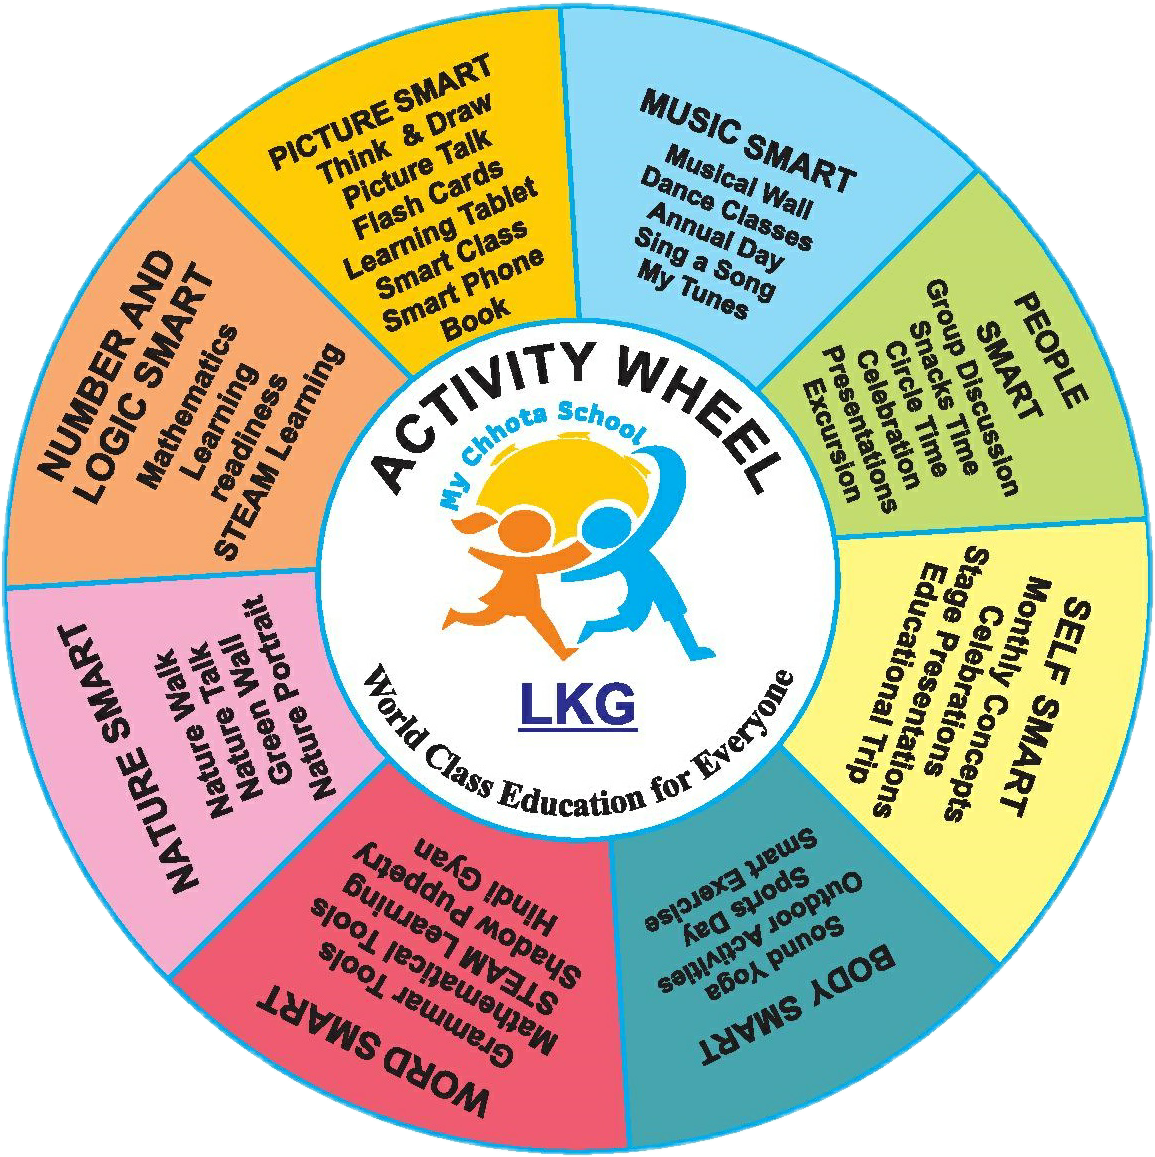 ACTIVITY WHEEL
My Chhota School
LKG
World Class Education for Everyone
PICTURE SMART
Think & Draw
Picture Talk
Flash Cards
Learning Tablet
Smart Class
Smart Phone
Book
MUSIC SMART
Musical Wall
Dance Classes
Annual Day
Sing a Song
My Tunes
PEOPLE
SMART
Group Discussion
Snacks Time
Circle Time
Celebration
Presentations
Excursion
SELF SMART
Monthly Concepts
Celebrations
Stage Presentations
Educational Trip
BODY SMART
Sound Yoga
Outdoor Activities
Sports Day
Smart Exercise
WORD SMART
Grammar Tools
Mathematical Tools
STEAM Learning
Shadow Puppetry
Hindi Gyan
NATURE SMART
Nature Walk
Nature Talk
Green Wall
Nature Portrait
NUMBER AND
LOGIC SMART
Mathematics
Learning
readiness
STEAM Learning